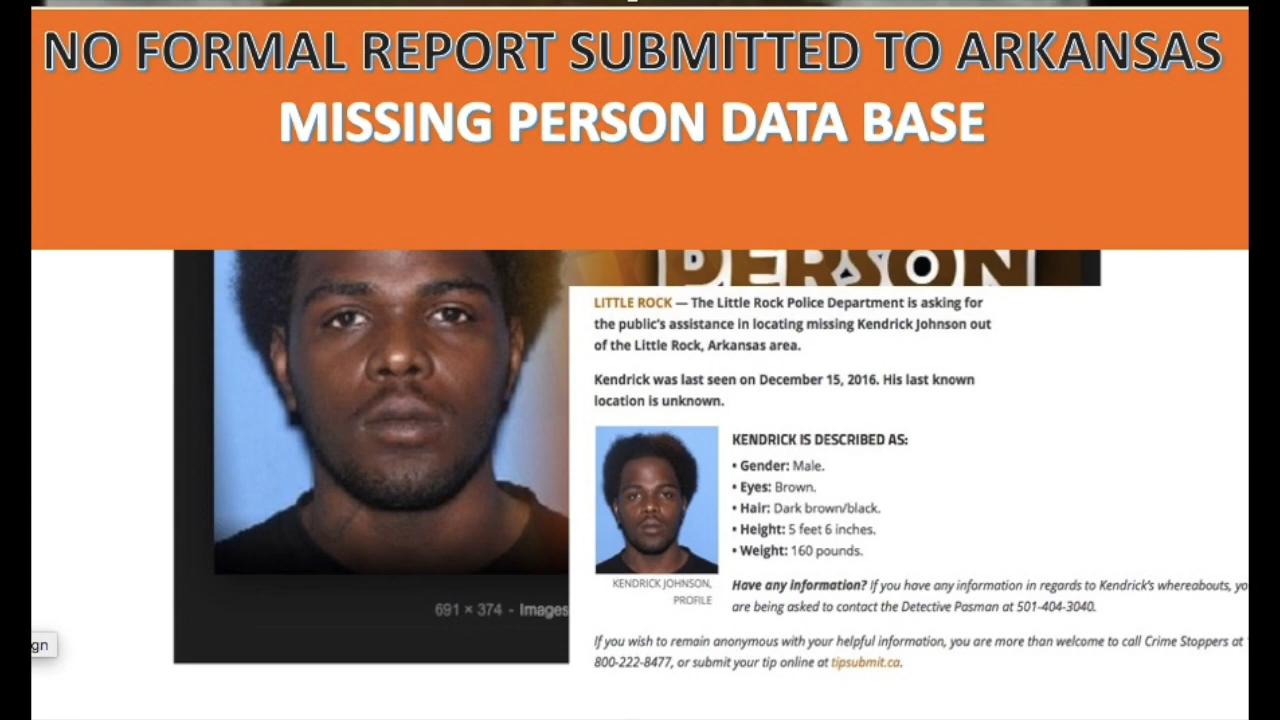 NO FORMAL REPORT SUBMITTED TO ARKANSAS
MISSING PERSON DATA BASE
PERSON
LITTLE ROCK — The Little Rock Police Department is asking for
the public's assistance in locating missing Kendrick Johnson out
of the Little Rock, Arkansas area.
Kendrick was last seen on December 15, 2016. His last known
location is unknown.
KENDRICK IS DESCRIBED AS:
• Gender: Male.
• Eyes: Brown.
• Hair: Dark brown/black.
• Height: 5 feet 6 inches.
• Weight: 160 pounds.
KENDRICK JOHNSON,
PROFILE
Have any information? If you have any information in regards to Kendrick's whereabouts, yo
are being asked to contact the Detective Pasman at 501-404-3040.
691 × 374 - Images
If you wish to remain anonymous with your helpful information, you are more than welcome to call Crime Stoppers at
800-222-8477, or submit your tip online at tipsubmit.ca.
gn